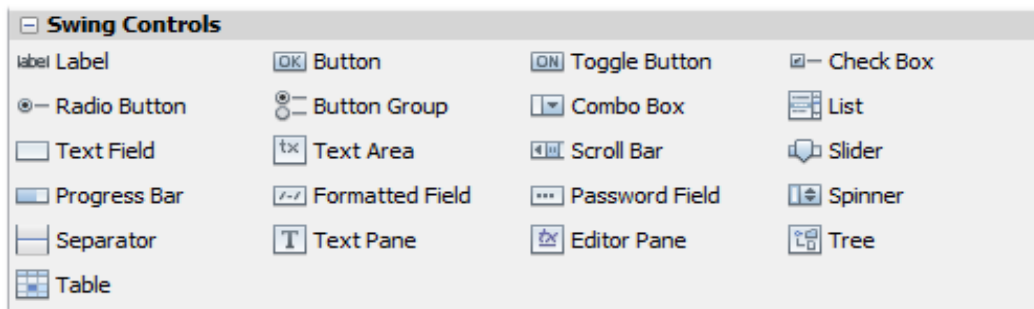 Swing Controls
label Label OK Button ON Toggle Button Check Box
Radio Button Button Group Combo Box List
Text Field tx Text Area Scroll Bar Slider
Progress Bar Formatted Field Password Field Spinner
Separator T Text Pane tx Editor Pane Tree
Table